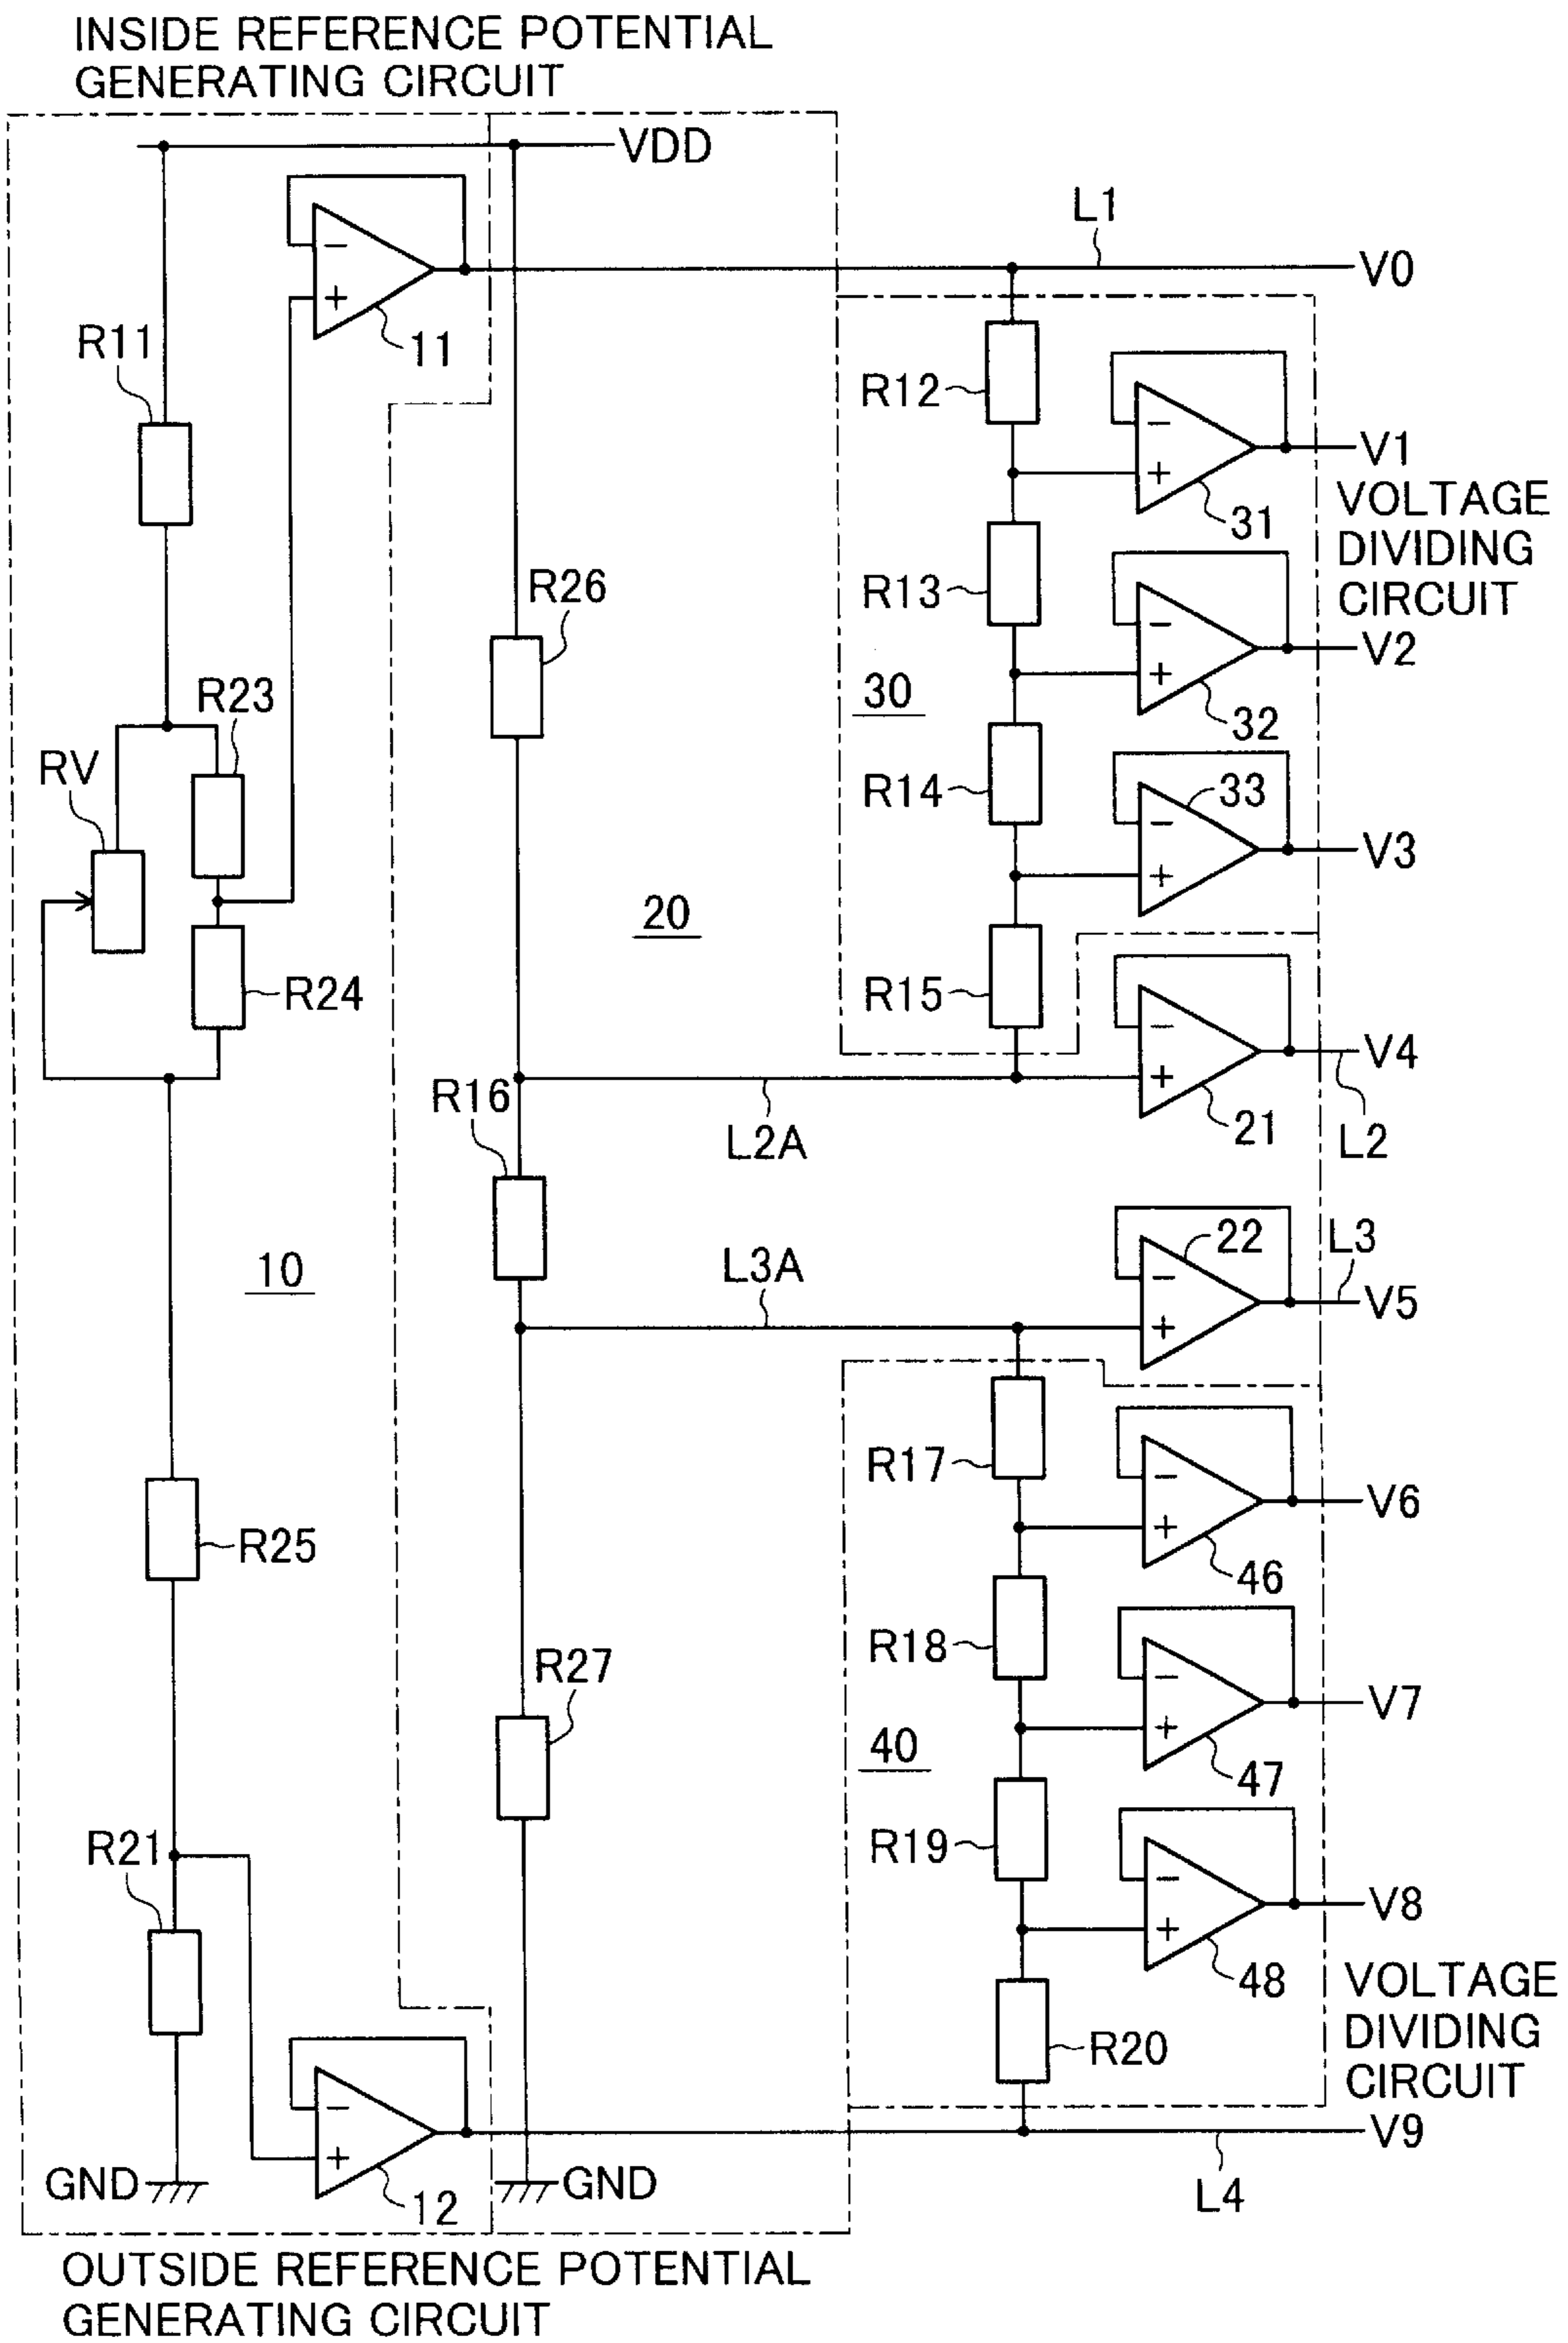 INSIDE REFERENCE POTENTIAL
GENERATING CIRCUIT
VDD
L1
V0
−
+
11
R11
R12
−
+
V1
31
VOLTAGE
DIVIDING
CIRCUIT
R26
R13
−
+
V2
32
30
R23
RV
R14
33
−
+
V3
20
R24
R15
−
+
V4
21
L2
R16
L2A
10
L3A
22
L3
−
+
V5
R17
−
+
V6
46
R25
R18
−
+
V7
47
R27
40
R19
−
+
V8
48
R21
VOLTAGE
DIVIDING
CIRCUIT
R20
−
+
V9
12
GND
GND
L4
OUTSIDE REFERENCE POTENTIAL
GENERATING CIRCUIT